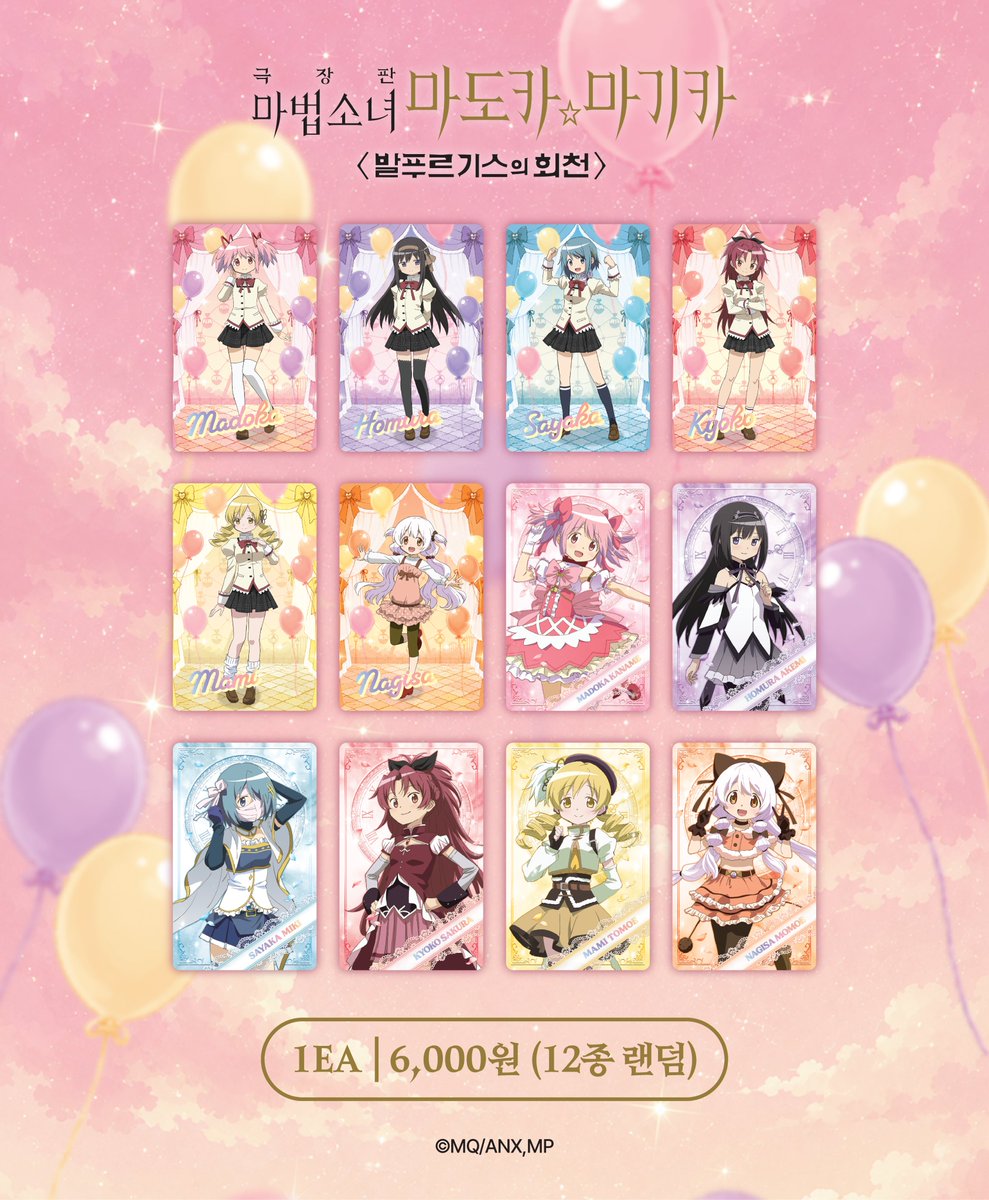 극장판
마법소녀 마도카☆마기카
<발푸르기스의 회천>
Madoka
Homura
Sayaka
Kyoko
Mami
Nagisa
MADOKA KANAME
HOMURA AKEMI
SAYAKA MIKI
KYOKO SAKURA
MAMI TOMOE
NAGISA MOMOE
1EA | 6,000원 (12종 랜덤)
©MQ/ANX,MP